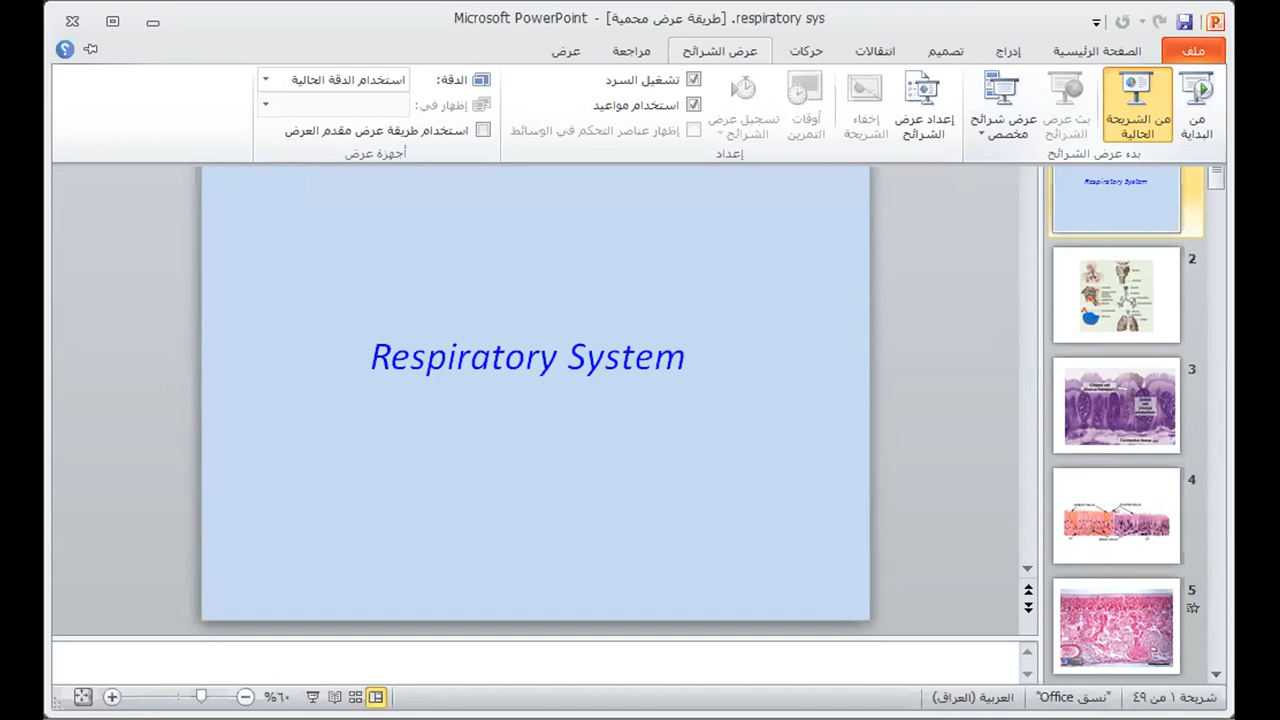 respiratory sys. [طريقة عرض محمية] - Microsoft PowerPoint
ملف
الصفحة الرئيسية
إدراج
تصميم
انتقالات
حركات
عرض الشرائح
مراجعة
عرض
من البداية
من الشريحة الحالية
بث عرض الشرائح
عرض شرائح مخصص
بدء عرض الشرائح
إعداد عرض الشرائح
إخفاء الشريحة
أوقات التمرين
تسجيل عرض الشرائح
تشغيل السرد
استخدام مواعيد
إظهار عناصر التحكم في الوسائط
إعداد
الدقة: استخدام الدقة الحالية
إظهار في:
استخدام طريقة عرض مقدم العرض
أجهزة عرض
Respiratory System
Respiratory System
2
3
4
5
شريحة ١ من ٤٩
"نسق Office"
العربية (العراق)
٦٠%